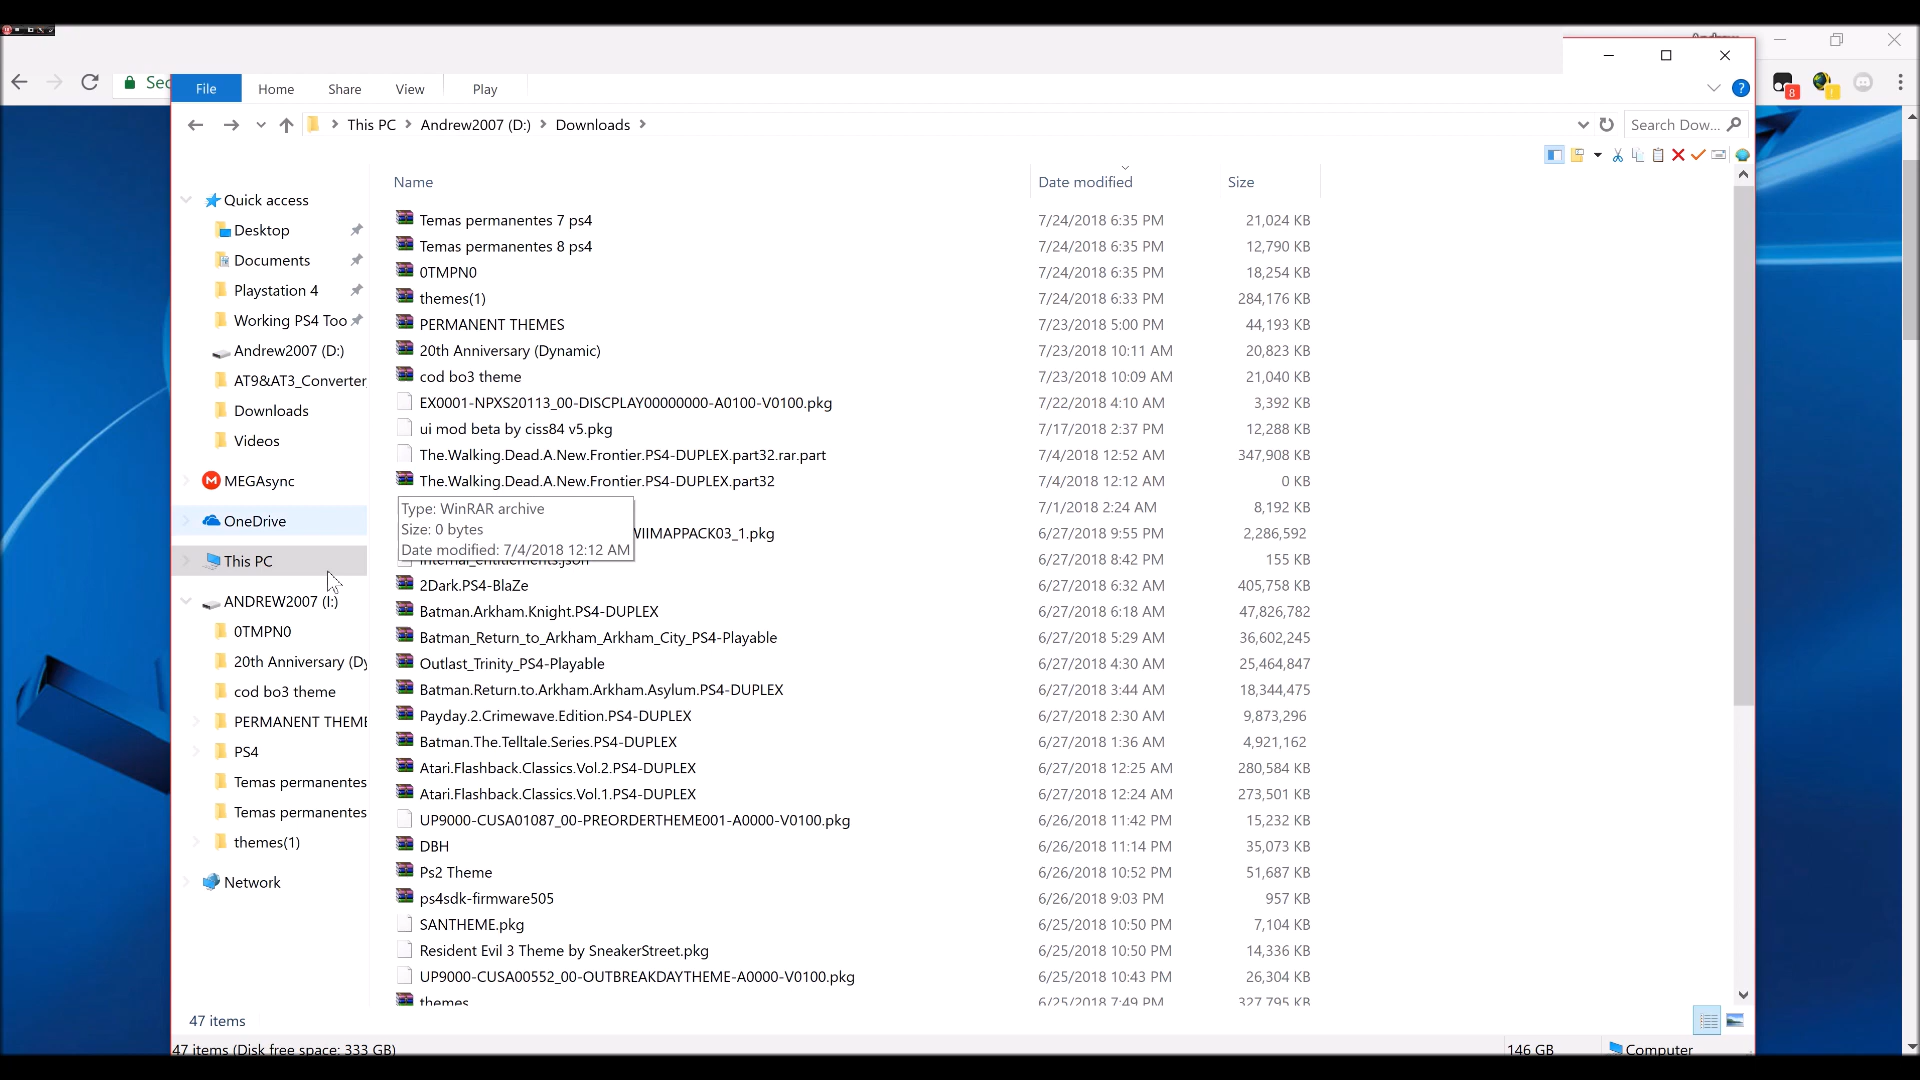 Sec
8
File Home Share View Play
?
This PC > Andrew2007 (D:) > Downloads >
Search Dow...
Name Date modified Size
Quick access
Desktop
Documents
Playstation 4
Working PS4 Too
Andrew2007 (D:)
AT9&AT3_Converter
Downloads
Videos
MEGAsync
OneDrive
This PC
ANDREW2007 (I:)
0TMPN0
20th Anniversary (Dy
cod bo3 theme
PERMANENT THEME
PS4
Temas permanentes
Temas permanentes
themes(1)
Network
Temas permanentes 7 ps4 7/24/2018 6:35 PM 21,024 KB
Temas permanentes 8 ps4 7/24/2018 6:35 PM 12,790 KB
0TMPN0 7/24/2018 6:35 PM 18,254 KB
themes(1) 7/24/2018 6:33 PM 284,176 KB
PERMANENT THEMES 7/23/2018 5:00 PM 44,193 KB
20th Anniversary (Dynamic) 7/23/2018 10:11 AM 20,823 KB
cod bo3 theme 7/23/2018 10:09 AM 21,040 KB
EX0001-NPXS20113_00-DISCPLAY00000000-A0100-V0100.pkg 7/22/2018 4:10 AM 3,392 KB
ui mod beta by ciss84 v5.pkg 7/17/2018 2:37 PM 12,288 KB
The.Walking.Dead.A.New.Frontier.PS4-DUPLEX.part32.rar.part 7/4/2018 12:52 AM 347,908 KB
The.Walking.Dead.A.New.Frontier.PS4-DUPLEX.part32 7/4/2018 12:12 AM 0 KB
7/1/2018 2:24 AM 8,192 KB
WIIMAPPACK03_1.pkg 6/27/2018 9:55 PM 2,286,592
internal_entitlements.json 6/27/2018 8:42 PM 155 KB
Type: WinRAR archive
Size: 0 bytes
Date modified: 7/4/2018 12:12 AM
2Dark.PS4-BlaZe 6/27/2018 6:32 AM 405,758 KB
Batman.Arkham.Knight.PS4-DUPLEX 6/27/2018 6:18 AM 47,826,782
Batman_Return_to_Arkham_Arkham_City_PS4-Playable 6/27/2018 5:29 AM 36,602,245
Outlast_Trinity_PS4-Playable 6/27/2018 4:30 AM 25,464,847
Batman.Return.to.Arkham.Arkham.Asylum.PS4-DUPLEX 6/27/2018 3:44 AM 18,344,475
Payday.2.Crimewave.Edition.PS4-DUPLEX 6/27/2018 2:30 AM 9,873,296
Batman.The.Telltale.Series.PS4-DUPLEX 6/27/2018 1:36 AM 4,921,162
Atari.Flashback.Classics.Vol.2.PS4-DUPLEX 6/27/2018 12:25 AM 280,584 KB
Atari.Flashback.Classics.Vol.1.PS4-DUPLEX 6/27/2018 12:24 AM 273,501 KB
UP9000-CUSA01087_00-PREORDERTHEME001-A0000-V0100.pkg 6/26/2018 11:42 PM 15,232 KB
DBH 6/26/2018 11:14 PM 35,073 KB
Ps2 Theme 6/26/2018 10:52 PM 51,687 KB
ps4sdk-firmware505 6/26/2018 9:03 PM 957 KB
SANTHEME.pkg 6/25/2018 10:50 PM 7,104 KB
Resident Evil 3 Theme by SneakerStreet.pkg 6/25/2018 10:50 PM 14,336 KB
UP9000-CUSA00552_00-OUTBREAKDAYTHEME-A0000-V0100.pkg 6/25/2018 10:43 PM 26,304 KB
themes 6/25/2018 7:49 PM 327,795 KB
47 items
47 items (Disk free space: 333 GB) 146 GB Computer